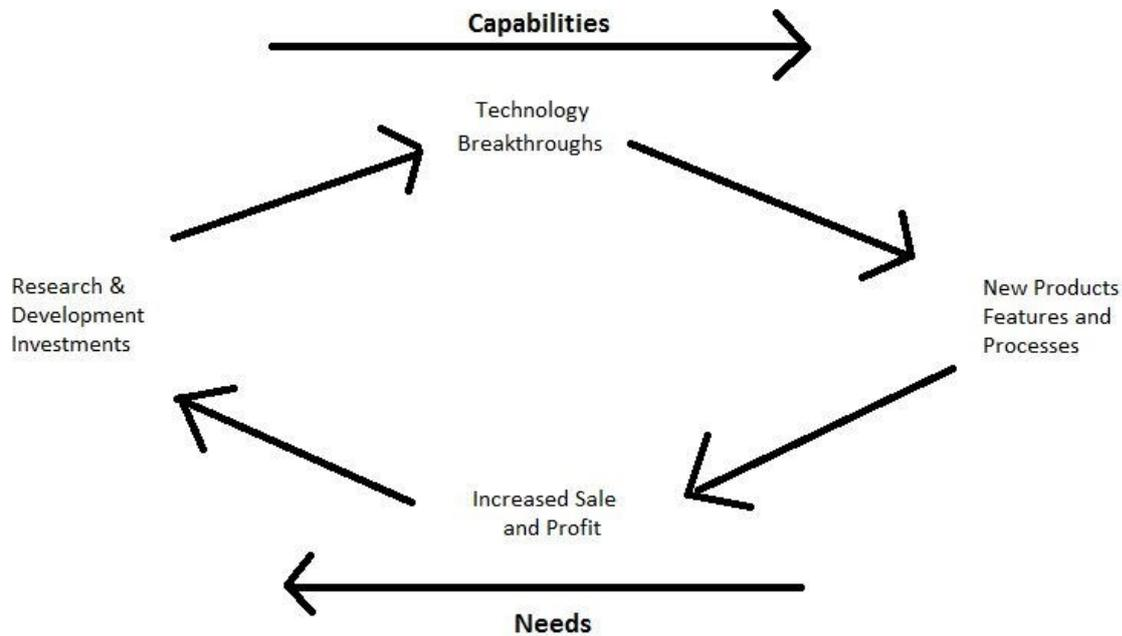 Capabilities
Technology
Breakthroughs
Research &
Development
Investments
New Products
Features and
Processes
Increased Sale
and Profit
Needs